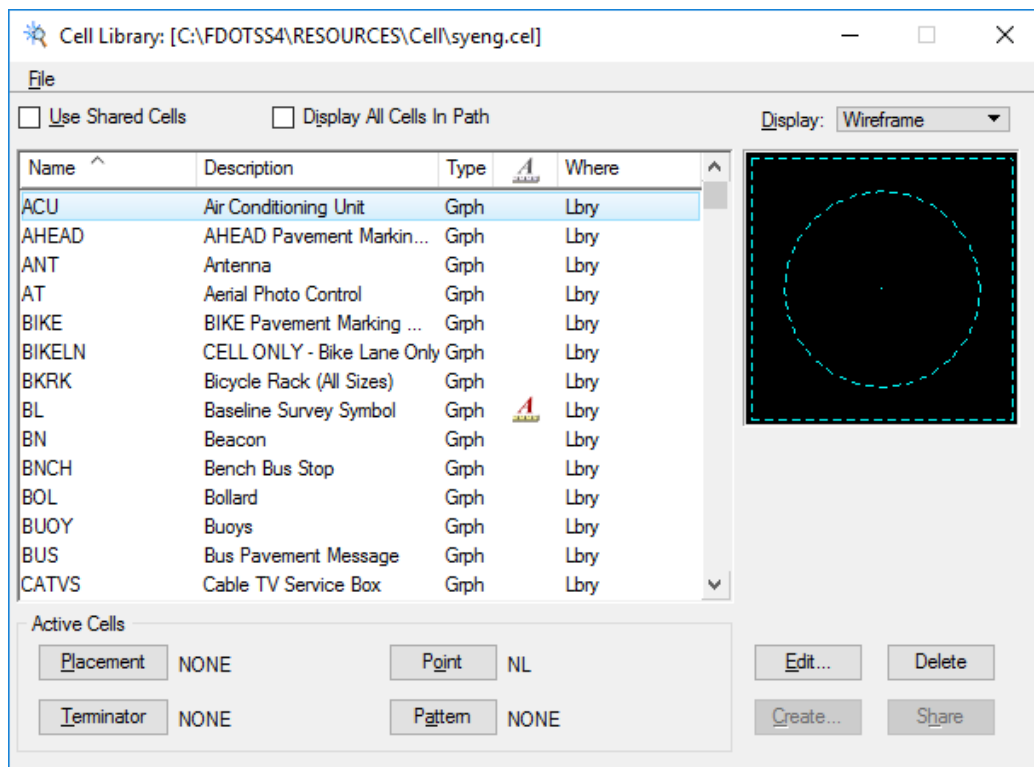 Cell Library: [C:\FDOTSS4\RESOURCES\Cell\syeng.cel]
File
Use Shared Cells Display All Cells In Path Display: Wireframe
Name Description Type A Where
ACU Air Conditioning Unit Grph Lbry
AHEAD AHEAD Pavement Markin... Grph Lbry
ANT Antenna Grph Lbry
AT Aerial Photo Control Grph Lbry
BIKE BIKE Pavement Marking ... Grph Lbry
BIKELN CELL ONLY - Bike Lane Only Grph Lbry
BKRK Bicycle Rack (All Sizes) Grph Lbry
BL Baseline Survey Symbol Grph A Lbry
BN Beacon Grph Lbry
BNCH Bench Bus Stop Grph Lbry
BOL Bollard Grph Lbry
BUOY Buoys Grph Lbry
BUS Bus Pavement Message Grph Lbry
CATVS Cable TV Service Box Grph Lbry
Active Cells
Placement NONE Point NL Edit... Delete
Terminator NONE Pattern NONE Create... Share